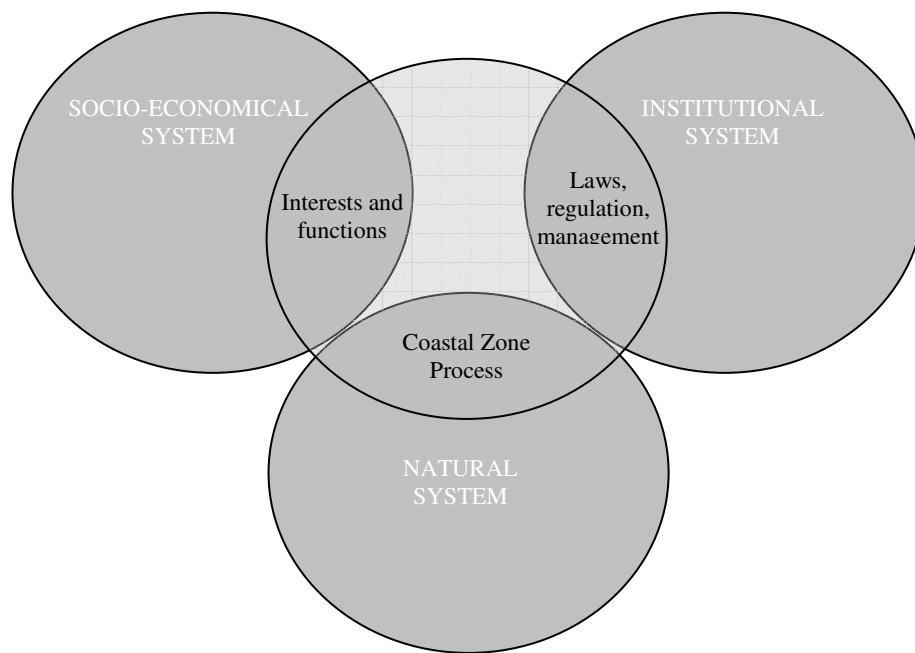 SOCIO-ECONOMICAL
SYSTEM
INSTITUTIONAL
SYSTEM
Interests and
functions
Laws,
regulation,
management
Coastal Zone
Process
NATURAL
SYSTEM